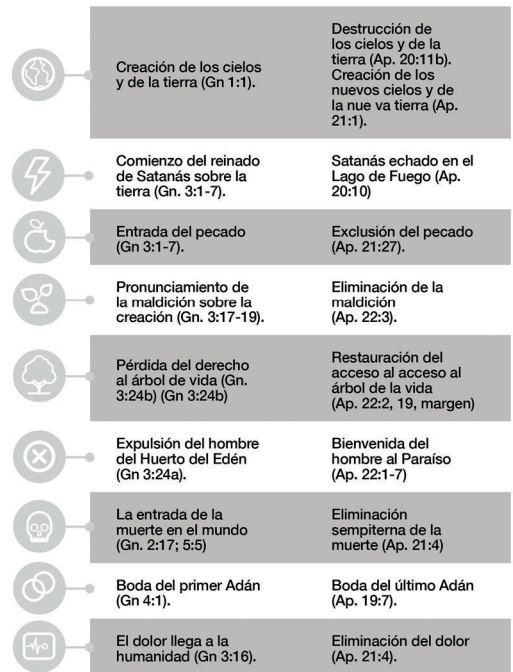 Creación de los cielos
y de la tierra (Gn 1:1).
Destrucción de
los cielos y de la
tierra (Ap. 20:11b).
Creación de los
nuevos cielos y de
la nue va tierra (Ap.
21:1).
Comienzo del reinado
de Satanás sobre la
tierra (Gn. 3:1-7).
Satanás echado en el
Lago de Fuego (Ap.
20:10)
Entrada del pecado
(Gn 3:1-7).
Exclusión del pecado
(Ap. 21:27).
Pronunciamiento de
la maldición sobre la
creación (Gn. 3:17-19).
Eliminación de la
maldición
(Ap. 22:3).
Pérdida del derecho
al árbol de vida (Gn.
3:24b) (Gn 3:24b)
Restauración del
acceso al acceso al
árbol de la vida
(Ap. 22:2, 19, margen)
Expulsión del hombre
del Huerto del Edén
(Gn 3:24a).
Bienvenida del
hombre al Paraíso
(Ap. 22:1-7)
La entrada de la
muerte en el mundo
(Gn. 2:17; 5:5)
Eliminación
sempiterna de la
muerte (Ap. 21:4)
Boda del primer Adán
(Gn 4:1).
Boda del último Adán
(Ap. 19:7).
El dolor llega a la
humanidad (Gn 3:16).
Eliminación del dolor
(Ap. 21:4).